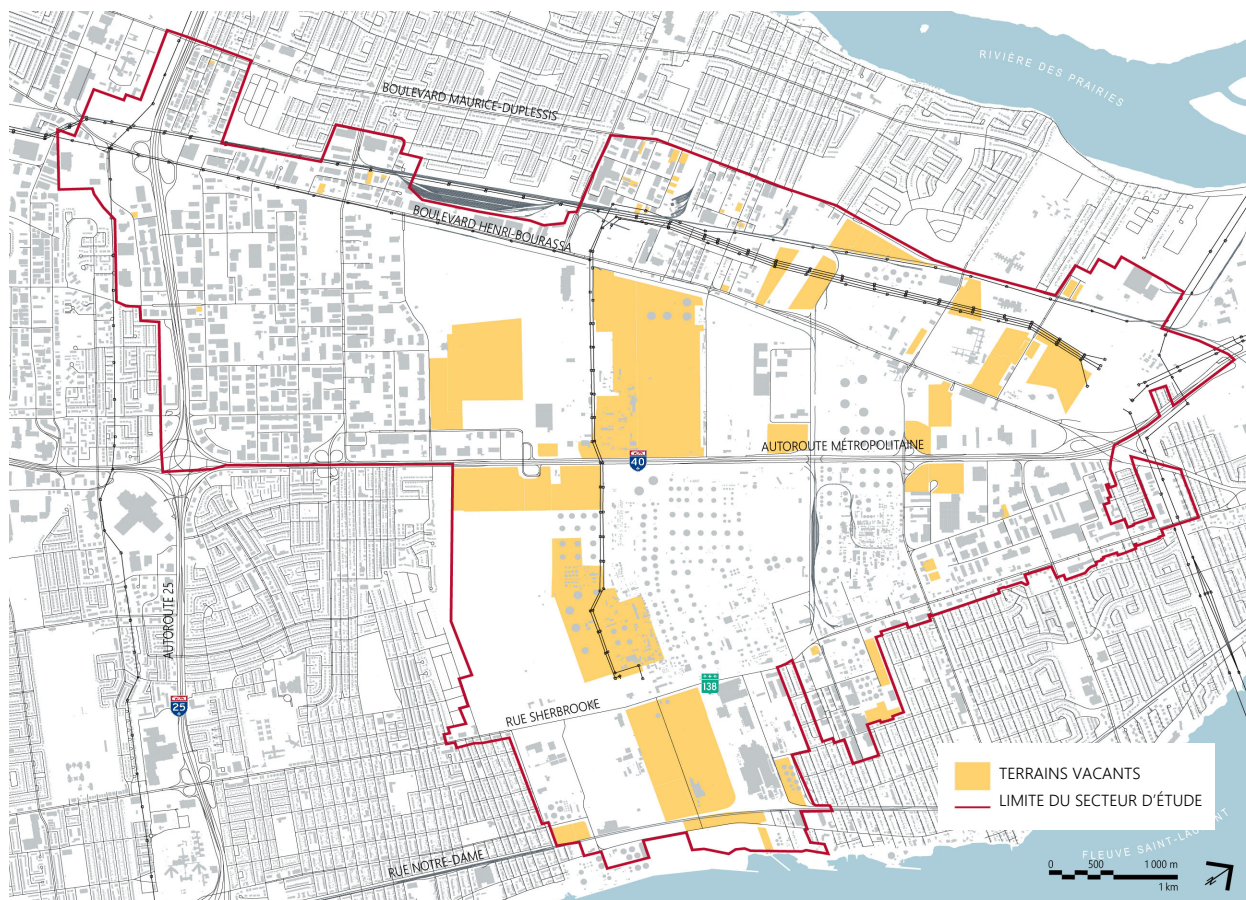 RIVIÈRE DES PRAIRIES
BOULEVARD MAURICE-DUPLESSIS
BOULEVARD HENRI-BOURASSA
AUTOROUTE MÉTROPOLITAINE
40
AUTOROUTE 25
138
25
RUE SHERBROOKE
TERRAINS VACANTS
LIMITE DU SECTEUR D'ÉTUDE
RUE NOTRE-DAME
FLEUVE SAINT-LAURENT
0 500 1 000 m
1 km
N